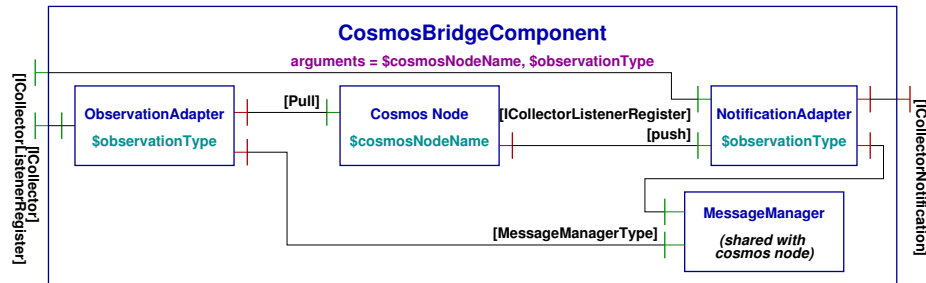 CosmosBridgeComponent
arguments = $cosmosNodeName, $observationType
[ICollectorListenerRegister]
[ICollector]
ObservationAdapter
$observationType
[Pull]
Cosmos Node
$cosmosNodeName
[ICollectorListenerRegister]
[push]
NotificationAdapter
$observationType
[ICollectorNotification]
[MessageManagerType]
MessageManager
(shared with
cosmos node)